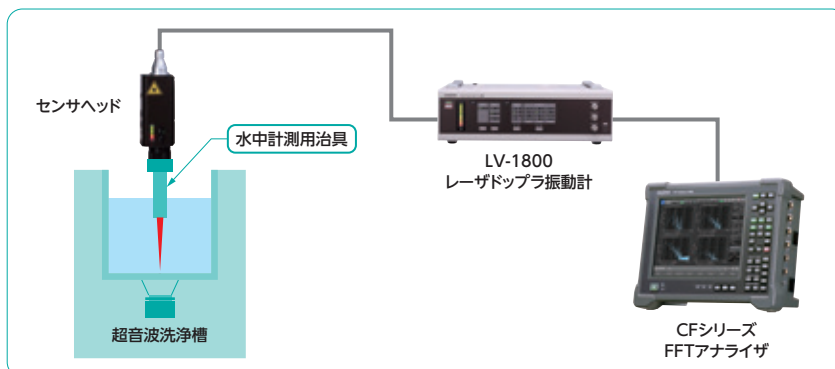 センサヘッド
水中計測用治具
超音波洗浄槽
LV-1800
レーザドップラ振動計
CFシリーズ
FFTアナライザ